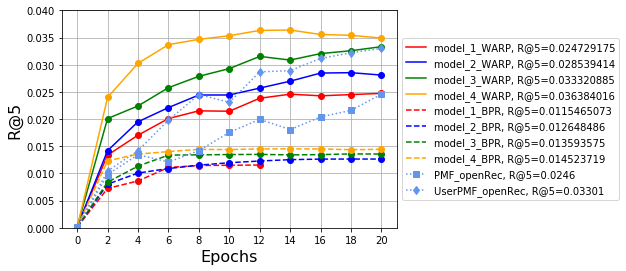 0.040
0.035
0.030
0.025
0.020
0.015
0.010
0.005
0.000
R@5
0 2 4 6 8 10 12 14 16 18 20
Epochs
model_1_WARP, R@5=0.024729175
model_2_WARP, R@5=0.028539414
model_3_WARP, R@5=0.033320885
model_4_WARP, R@5=0.036384016
model_1_BPR, R@5=0.0115465073
model_2_BPR, R@5=0.012648486
model_3_BPR, R@5=0.013593575
model_4_BPR, R@5=0.014523719
PMF_openRec, R@5=0.0246
UserPMF_openRec, R@5=0.03301